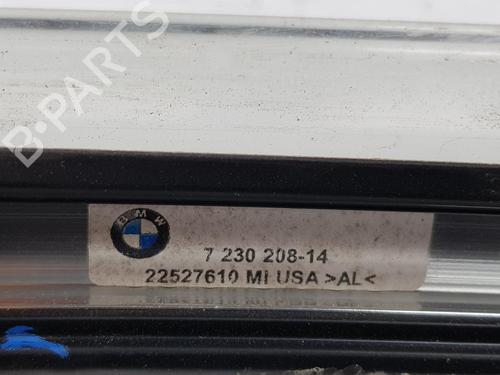 B-PARTS
BMW
7 230 208-14
22527610 MI USA >AL<